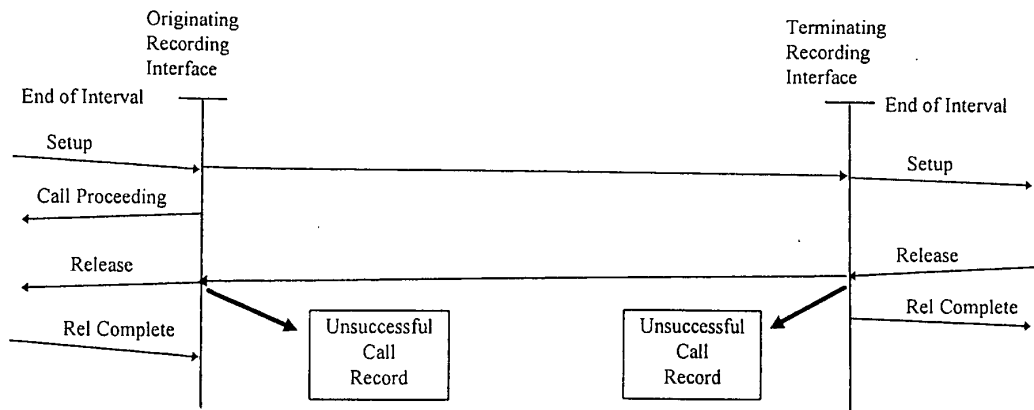 Originating
Recording
Interface
Terminating
Recording
Interface
End of Interval
End of Interval
Setup
Setup
Call Proceeding
Release
Release
Rel Complete
Rel Complete
Unsuccessful
Call
Record
Unsuccessful
Call
Record